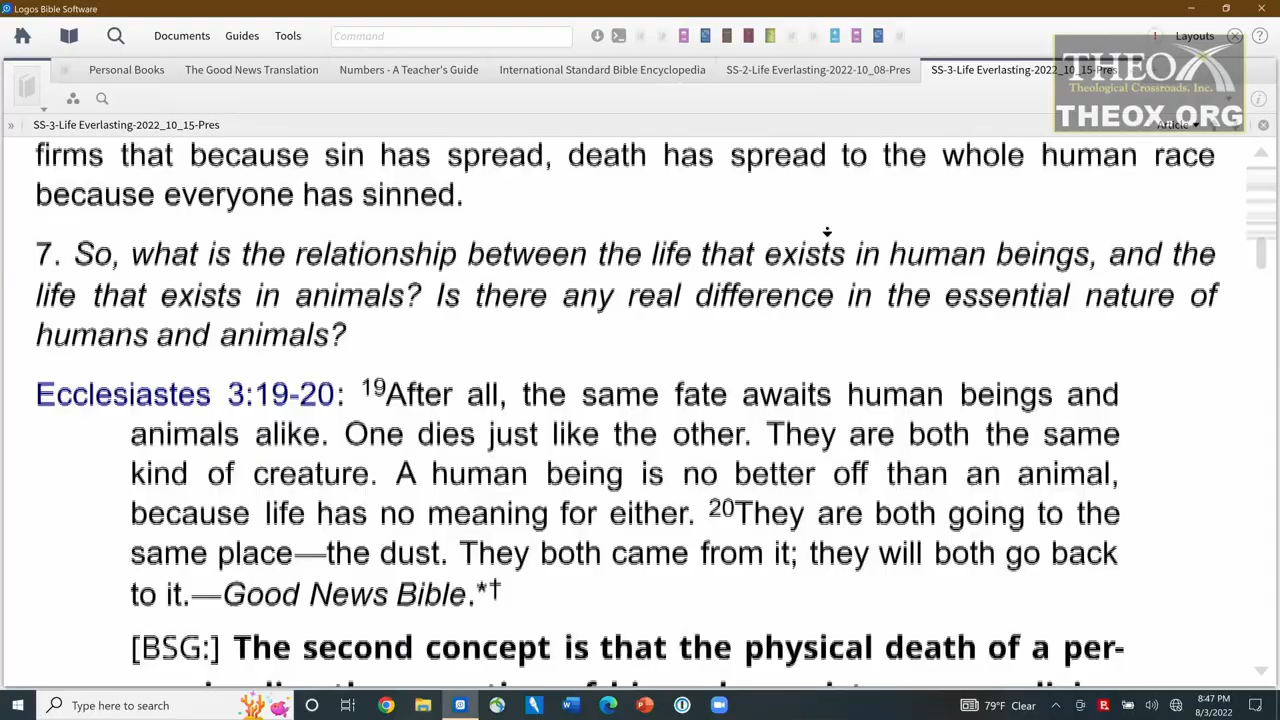 Logos Bible Software
Documents Guides Tools Command Layouts
Personal Books The Good News Translation International Standard Bible Encyclopedia SS-2-Life Everlasting-2022-10_08-Pres SS-3-Life Everlasting-2022_10_15-Pres
THEOX
Theological Crossroads, Inc.
THEOX.ORG
SS-3-Life Everlasting-2022_10_15-Pres Article
firms that because sin has spread, death has spread to the whole human race
because everyone has sinned.
7. So, what is the relationship between the life that exists in human beings, and the
life that exists in animals? Is there any real difference in the essential nature of
humans and animals?
Ecclesiastes 3:19-20: 19After all, the same fate awaits human beings and
animals alike. One dies just like the other. They are both the same
kind of creature. A human being is no better off than an animal,
because life has no meaning for either. 20They are both going to the
same place—the dust. They both came from it; they will both go back
to it.—Good News Bible.*†
[BSG:] The second concept is that the physical death of a per-
Type here to search 79°F Clear 8:47 PM
8/3/2022